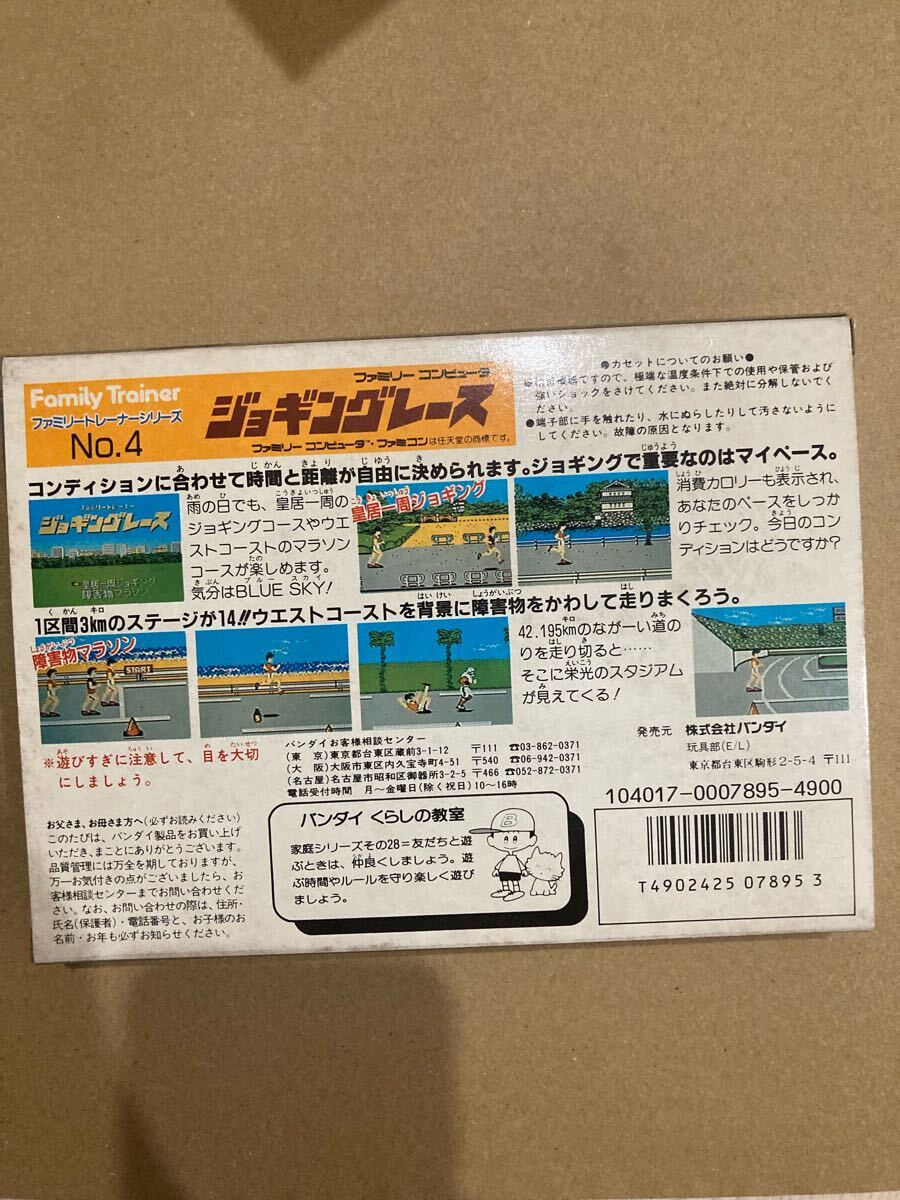 Family Trainer
ファミリートレーナーシリーズ
No.4
ファミリー コンピュータ
ジョギングレース
ファミリー コンピュータ・ファミコンは任天堂の商標です。
●カセットについてのお願い●
ですので、極端な温度条件下での使用や保管および
強いショックをさけてください。また絶対に分解しないでく
ださい。
●端子部に手を触れたり、水にぬらしたりして汚さないように
してください。故障の原因となります。
コンディションに合わせて時間と距離が自由に決められます。ジョギングで重要なのはマイペース。
ファミリートレーナー
ジョギングレース
皇居一周ジョギング
障害物マラソン
雨の日でも、皇居一周の
ジョギングコースやウエ
ストコーストのマラソン
コースが楽しめます。
気分はBLUE SKY!
皇居一周ジョギング
消費カロリーも表示され、
あなたのペースをしっか
りチェック。今日のコン
ディションはどうですか?
1区間3kmのステージが14!!ウエストコーストを背景に障害物をかわして走りまくろう。
障害物マラソン
START
42.195kmのながーい道の
りを走り切ると……
そこに栄光のスタジアム
が見えてくる!
※遊びすぎに注意して、目を大切
にしましょう。
バンダイお客様相談センター
(東 京)東京都台東区蔵前3-1-12 〒111 ☎03-862-0371
(大 阪)大阪市東区内久宝寺町4-51 〒540 ☎06-942-0371
(名古屋)名古屋市昭和区御器所3-2-5 〒466 ☎052-872-0371
電話受付時間 月～金曜日(除く祝日)10～16時
発売元 株式会社バンダイ
玩具部(E/L)
東京都台東区駒形2-5-4 〒111
104017-0007895-4900
お父さま、お母さま方へ(必ずお読みください)
このたびは、バンダイ製品をお買い上げ
いただき、まことにありがとうございます。
品質管理には万全を期しておりますが、
万一お気付きの点がございましたら、お
客様相談センターまでお問い合わせくだ
さい。なお、お問い合わせの際は、住所・
氏名(保護者)・電話番号と、お子様のお
名前・お年も必ずお知らせください。
バンダイ くらしの教室
家庭シリーズその28＝友だちと遊
ぶときは、仲良くしましょう。遊
ぶ時間やルールを守り楽しく遊び
ましょう。
B
T4902425 07895 3